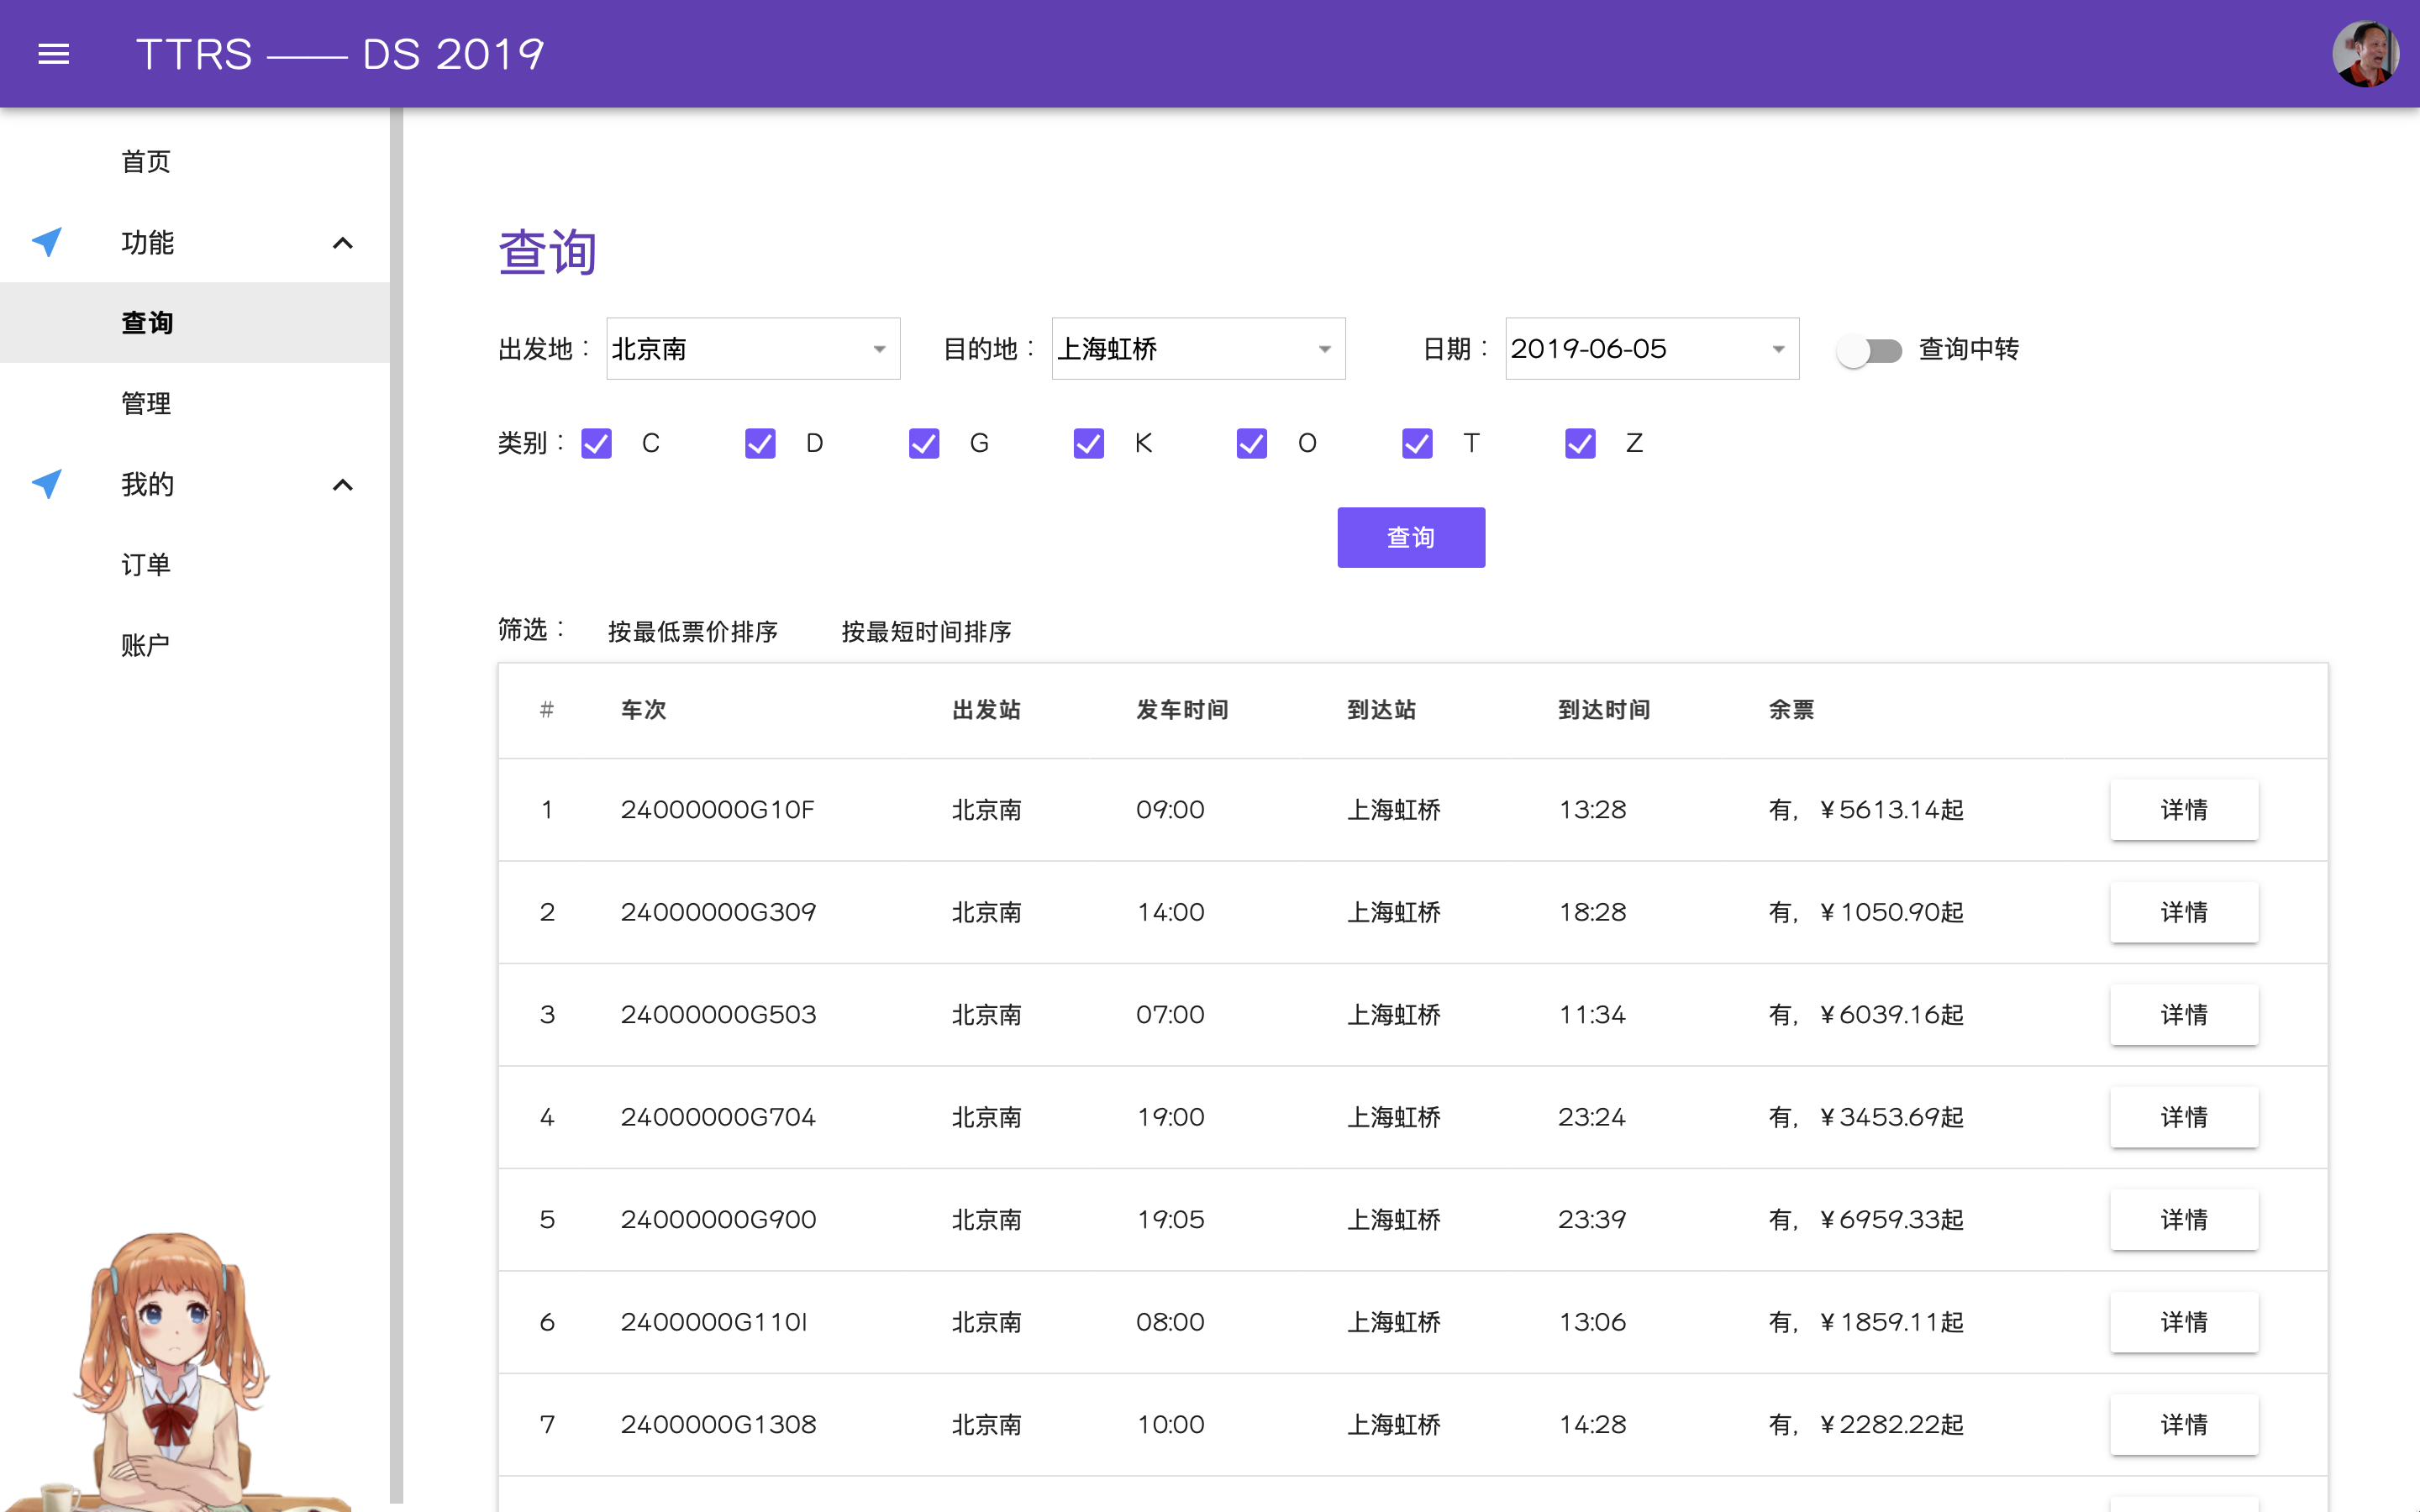 TTRS —— DS 2019
首页
功能
查询
管理
我的
订单
账户
查询
出发地： 北京南 目的地： 上海虹桥 日期： 2019-06-05 查询中转
类别： C D G K O T Z
查询
筛选： 按最低票价排序 按最短时间排序
# 车次 出发站 发车时间 到达站 到达时间 余票
1 24000000G10F 北京南 09:00 上海虹桥 13:28 有，￥5613.14起 详情
2 24000000G309 北京南 14:00 上海虹桥 18:28 有，￥1050.90起 详情
3 24000000G503 北京南 07:00 上海虹桥 11:34 有，￥6039.16起 详情
4 24000000G704 北京南 19:00 上海虹桥 23:24 有，￥3453.69起 详情
5 24000000G900 北京南 19:05 上海虹桥 23:39 有，￥6959.33起 详情
6 2400000G110I 北京南 08:00 上海虹桥 13:06 有，￥1859.11起 详情
7 2400000G1308 北京南 10:00 上海虹桥 14:28 有，￥2282.22起 详情